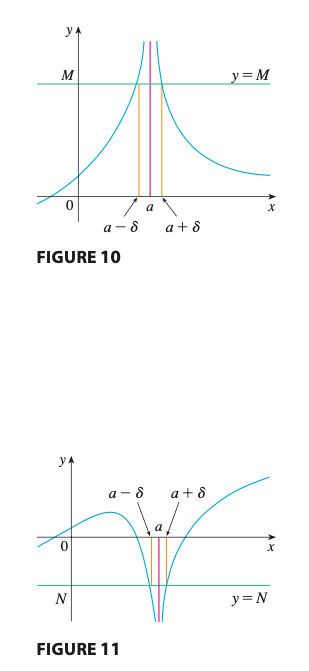 y
M
y = M
0
a
x
a − δ
a + δ
FIGURE 10
y
a − δ
a + δ
a
0
x
N
y = N
FIGURE 11